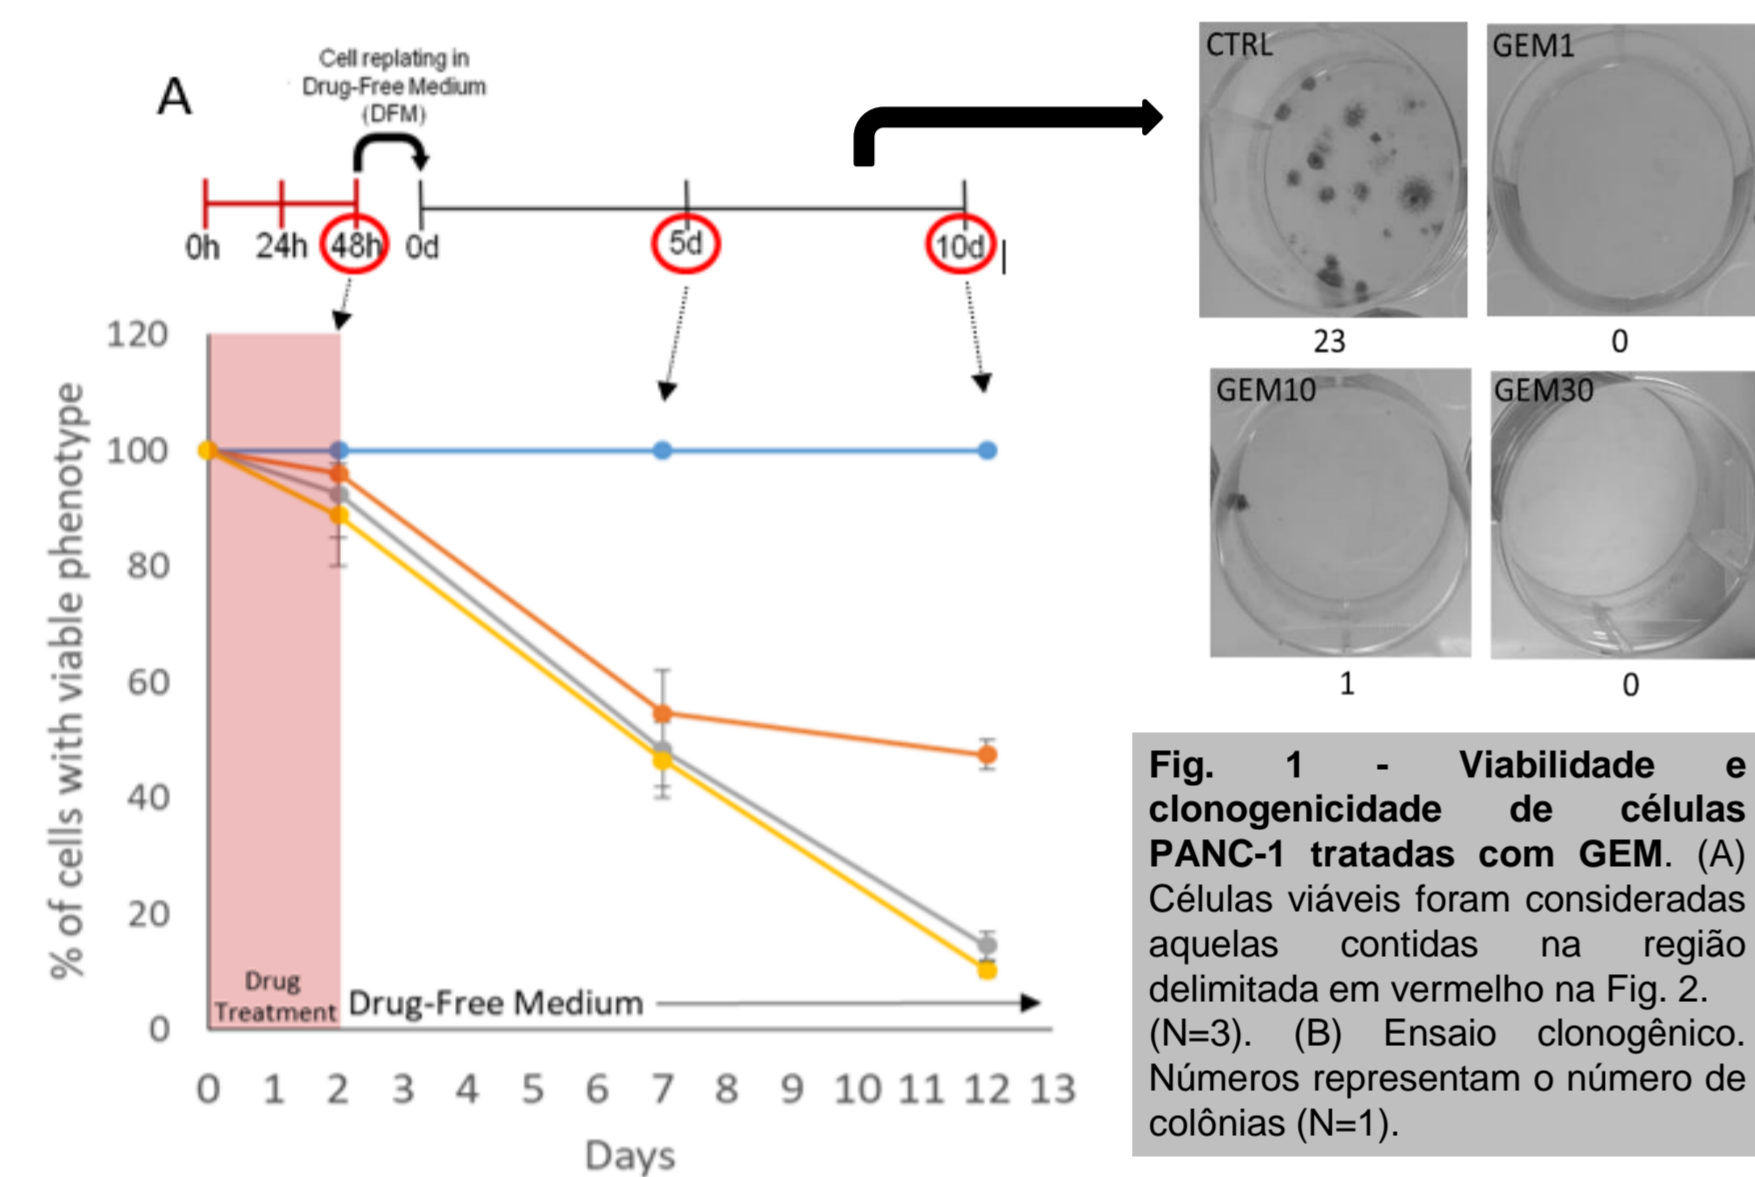 A
Cell replating in
Drug-Free Medium
(DFM)
0h 24h 48h 0d 5d 10d
120
100
80
60
40
20
0
% of cells with viable phenotype
Drug
Treatment
Drug-Free Medium
0 1 2 3 4 5 6 7 8 9 10 11 12 13
Days
CTRL
GEM1
23
0
GEM10
GEM30
1
0
Fig. 1 - Viabilidade e
clonogenicidade de células
PANC-1 tratadas com GEM. (A)
Células viáveis foram consideradas
aquelas contidas na região
delimitada em vermelho na Fig. 2.
(N=3). (B) Ensaio clonogênico.
Números representam o número de
colônias (N=1).